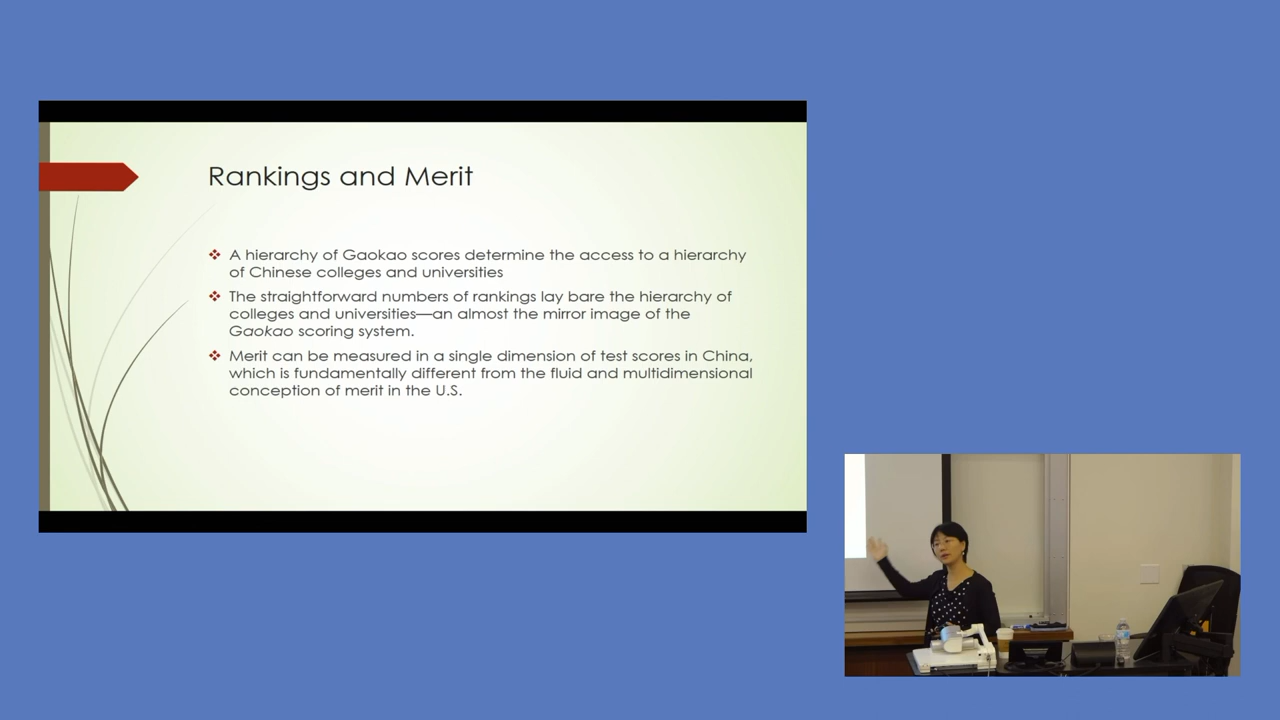 Rankings and Merit
A hierarchy of Gaokao scores determine the access to a hierarchy
of Chinese colleges and universities
The straightforward numbers of rankings lay bare the hierarchy of
colleges and universities—an almost the mirror image of the
Gaokao scoring system.
Merit can be measured in a single dimension of test scores in China,
which is fundamentally different from the fluid and multidimensional
conception of merit in the U.S.